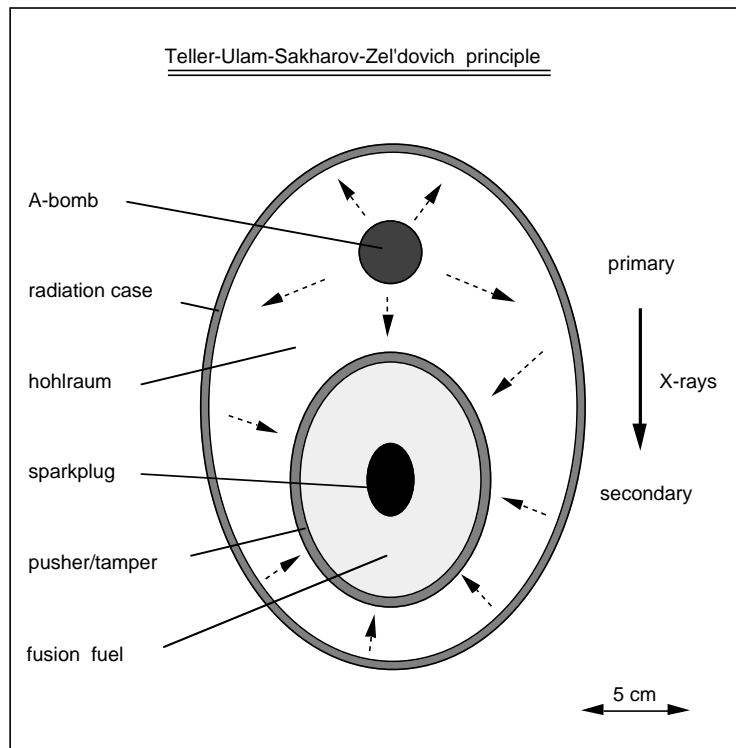 Teller-Ulam-Sakharov-Zel'dovich principle
A-bomb
radiation case
hohlraum
sparkplug
pusher/tamper
fusion fuel
primary
X-rays
secondary
5 cm